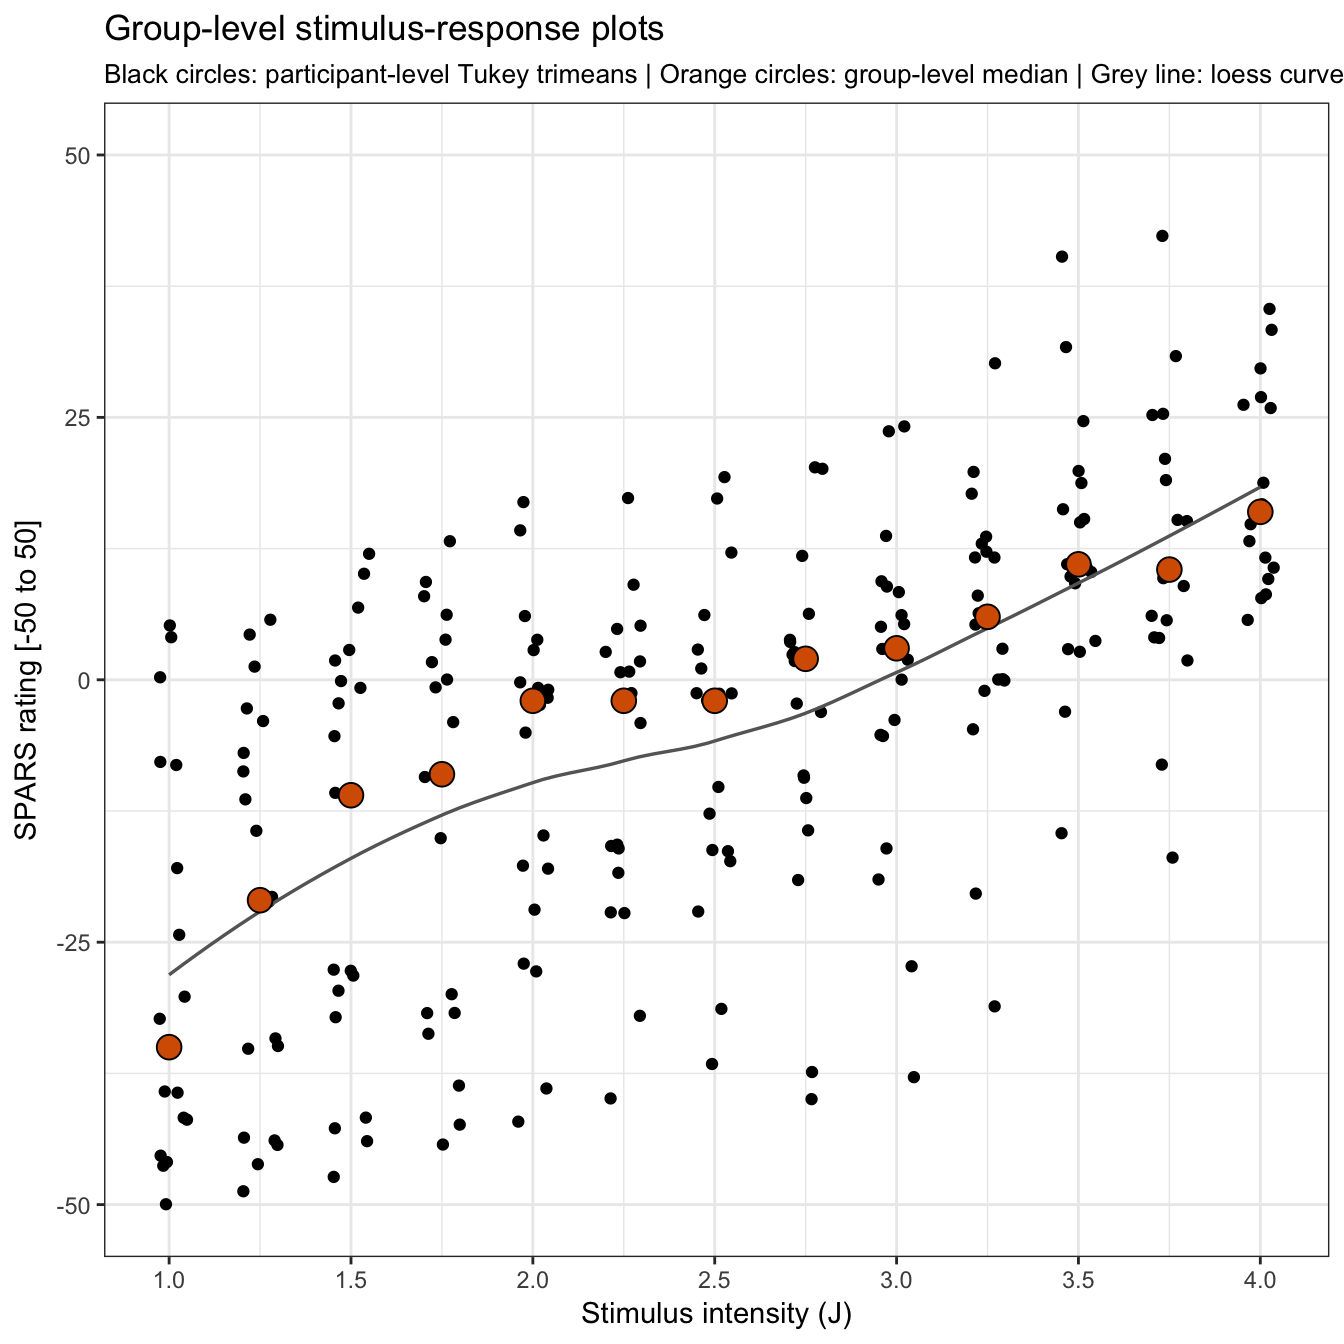 Group-level stimulus-response plots
Black circles: participant-level Tukey trimeans | Orange circles: group-level median | Grey line: loess curve
SPARS rating [-50 to 50]
50
25
0
-25
-50
1.0 1.5 2.0 2.5 3.0 3.5 4.0
Stimulus intensity (J)